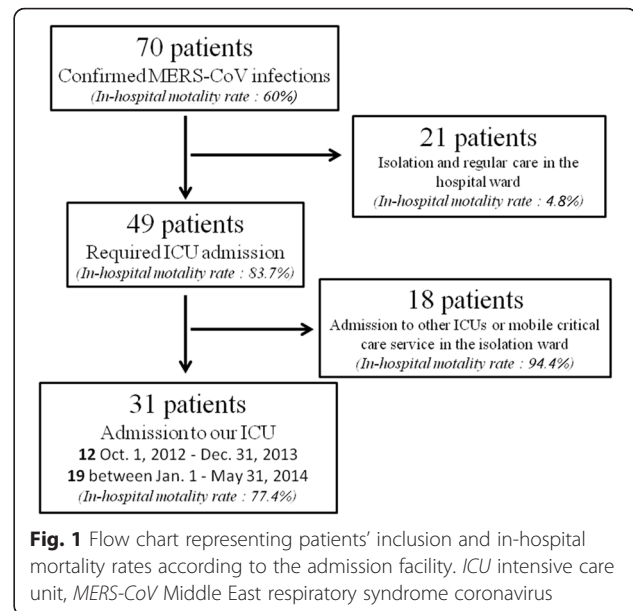 70 patients
Confirmed MERS-CoV infections
(In-hospital motality rate : 60%)
21 patients
Isolation and regular care in the
hospital ward
(In-hospital motality rate : 4.8%)
49 patients
Required ICU admission
(In-hospital motality rate : 83.7%)
18 patients
Admission to other ICUs or mobile critical
care service in the isolation ward
(In-hospital motality rate : 94.4%)
31 patients
Admission to our ICU
12 Oct. 1, 2012 - Dec. 31, 2013
19 between Jan. 1 - May 31, 2014
(In-hospital motality rate : 77.4%)
Fig. 1 Flow chart representing patients’ inclusion and in-hospital
mortality rates according to the admission facility. ICU intensive care
unit, MERS-CoV Middle East respiratory syndrome coronavirus